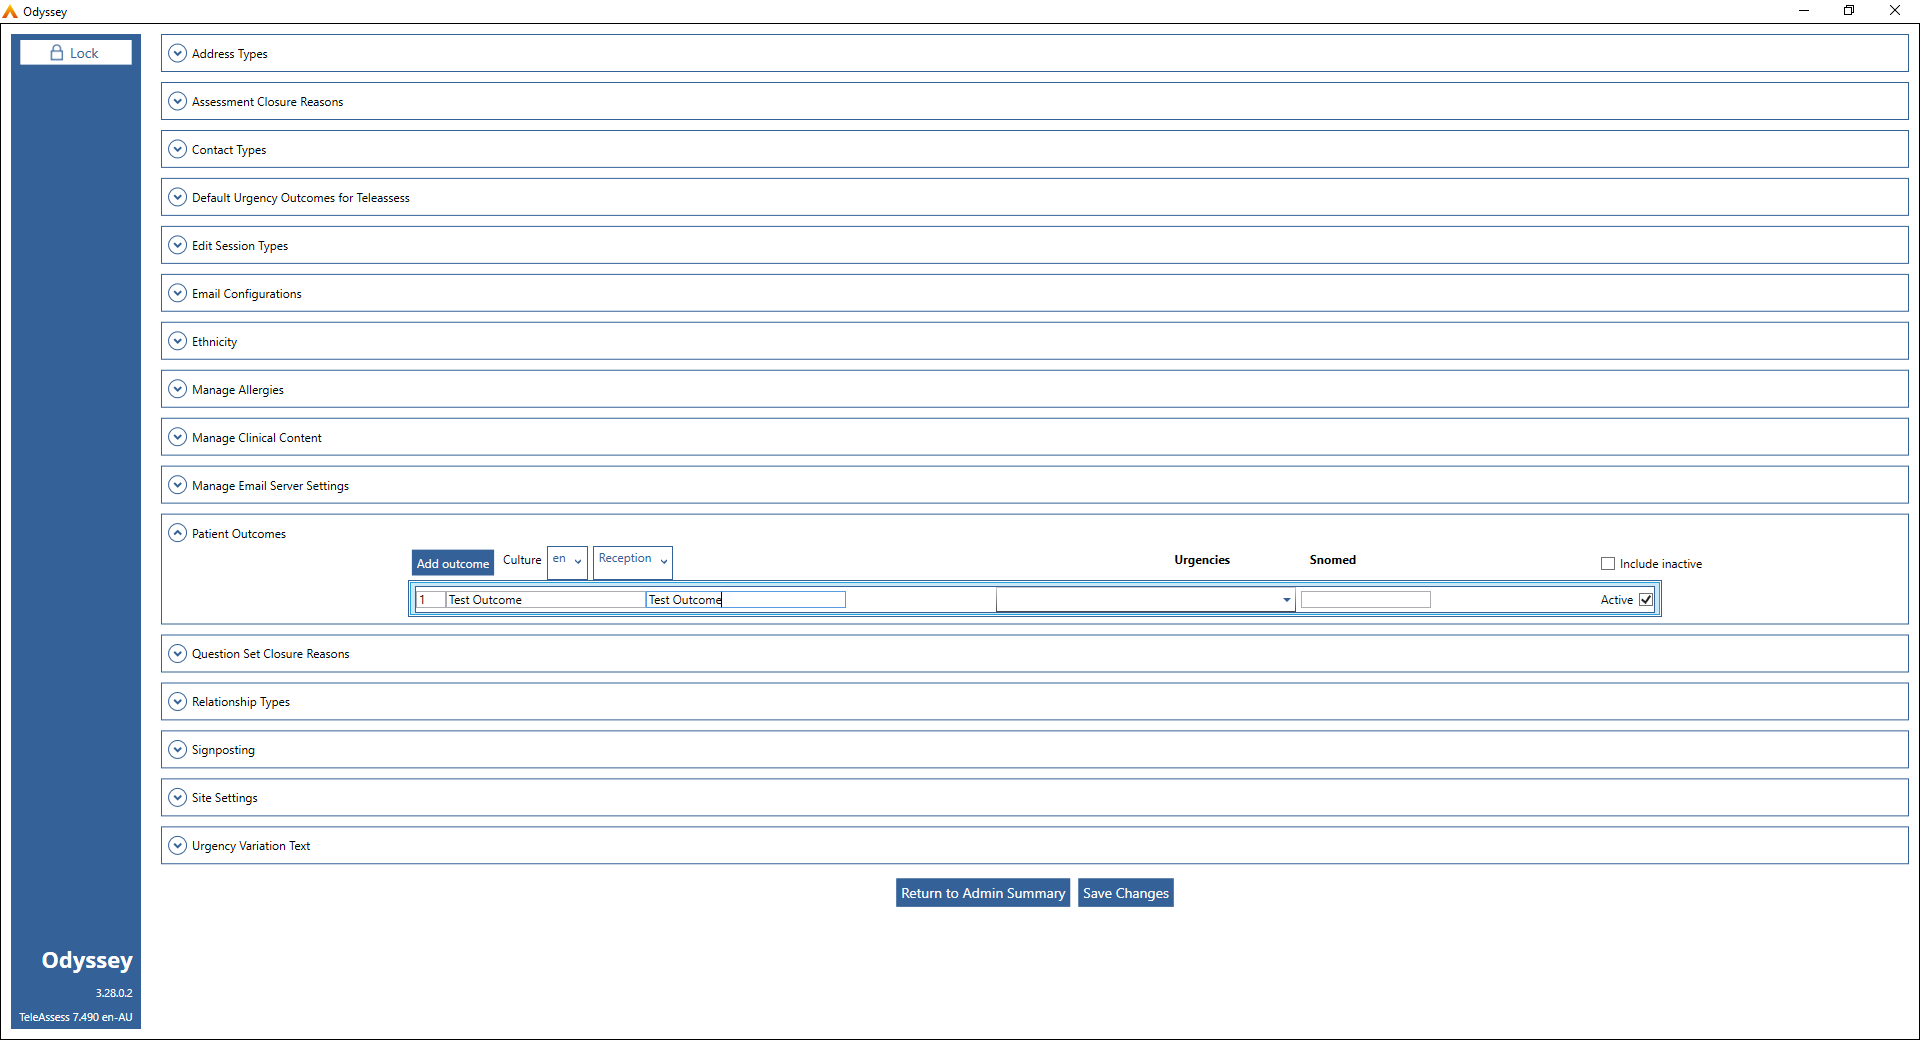 Odyssey
Lock
Address Types
Assessment Closure Reasons
Contact Types
Default Urgency Outcomes for Teleassess
Edit Session Types
Email Configurations
Ethnicity
Manage Allergies
Manage Clinical Content
Manage Email Server Settings
Patient Outcomes
Add outcome Culture en Reception Urgencies Snomed Include inactive
1 Test Outcome Test Outcome Active
Question Set Closure Reasons
Relationship Types
Signposting
Site Settings
Urgency Variation Text
Return to Admin Summary Save Changes
Odyssey
3.28.0.2
TeleAssess 7.490 en-AU